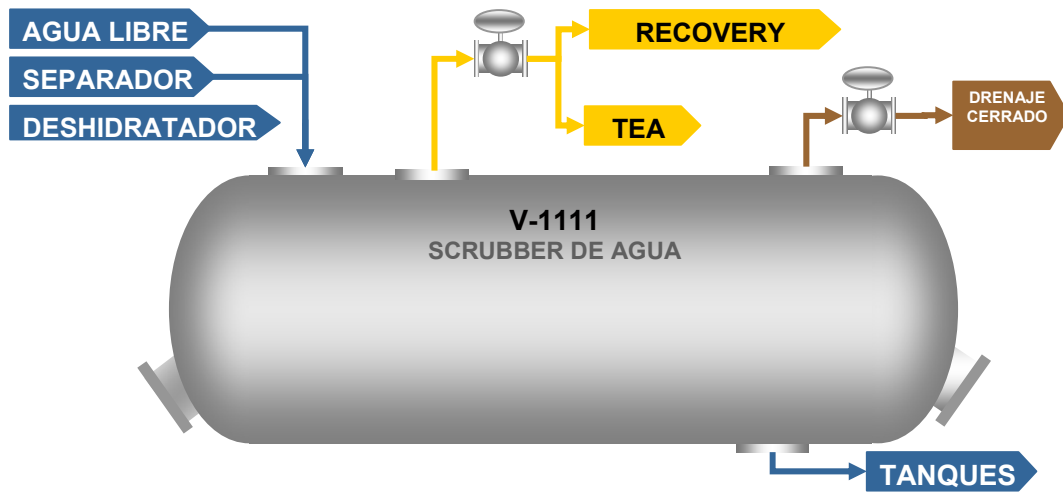 AGUA LIBRE
SEPARADOR
DESHIDRATADOR
RECOVERY
TEA
DRENAJE
CERRADO
V-1111
SCRUBBER DE AGUA
TANQUES